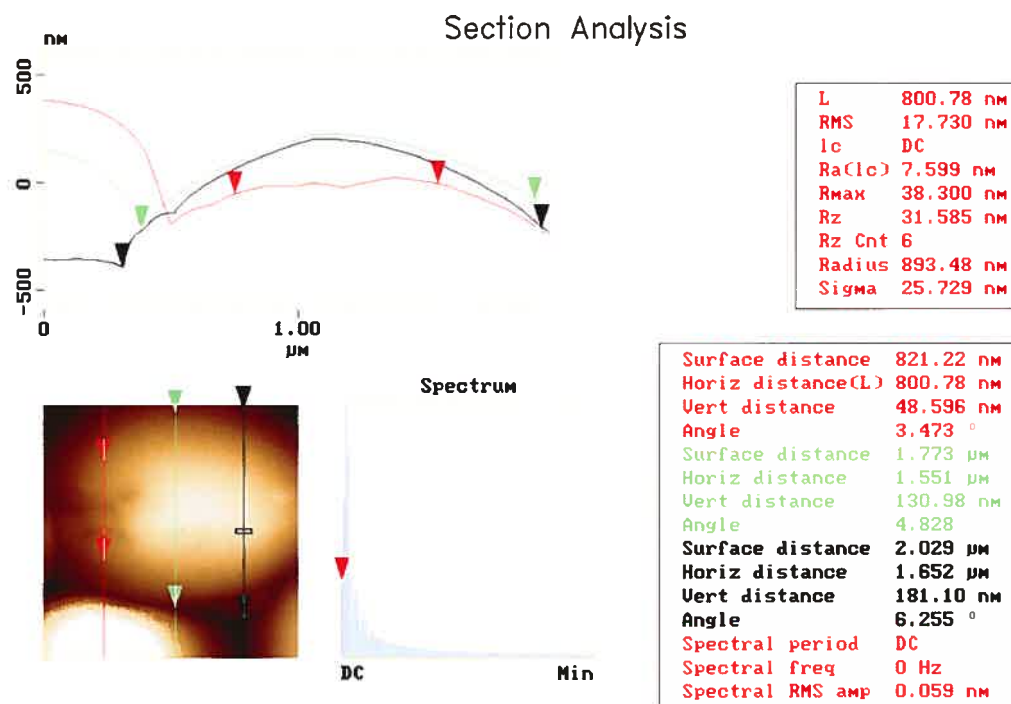 Section Analysis
nM
500
0
-500
0
1.00
μM
L 800.78 nM
RMS 17.730 nM
lc DC
Ra(lc) 7.599 nM
Rmax 38.300 nM
Rz 31.585 nM
Rz Cnt 6
Radius 893.48 nM
Sigma 25.729 nM
Spectrum
DC
Min
Surface distance 821.22 nM
Horiz distance(L) 800.78 nM
Vert distance 48.596 nM
Angle 3.473 °
Surface distance 1.773 μM
Horiz distance 1.551 μM
Vert distance 130.98 nM
Angle 4.828
Surface distance 2.029 μM
Horiz distance 1.652 μM
Vert distance 181.10 nM
Angle 6.255 °
Spectral period DC
Spectral freq 0 Hz
Spectral RMS amp 0.059 nM